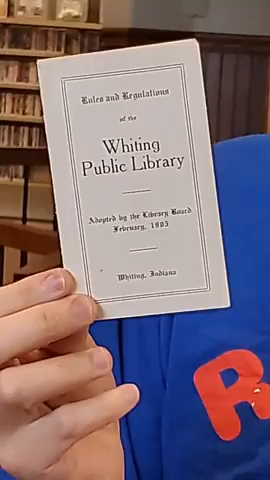 Rules and Regulations
of the
Whiting
Public Library
Adopted by the Library Board
February, 1905
Whiting, Indiana
R